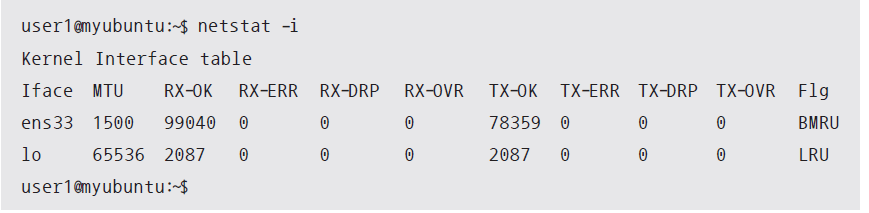 user1@myubuntu:~$ netstat -i
Kernel Interface table
Iface MTU RX-OK RX-ERR RX-DRP RX-OVR TX-OK TX-ERR TX-DRP TX-OVR Flg
ens33 1500 99040 0 0 0 78359 0 0 0 BMRU
lo 65536 2087 0 0 0 2087 0 0 0 LRU
user1@myubuntu:~$